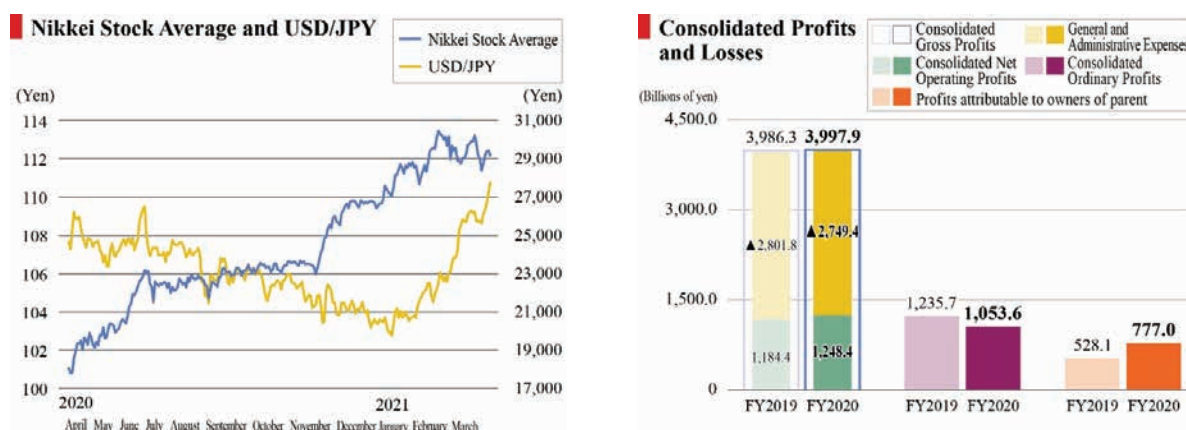 Nikkei Stock Average and USD/JPY
Nikkei Stock Average
USD/JPY
(Yen)
(Yen)
114
112
110
108
106
104
102
100
31,000
29,000
27,000
25,000
23,000
21,000
19,000
17,000
2020
2021
April May June July August September October November December January February March
Consolidated Profits
and Losses
Consolidated
Gross Profits
General and
Administrative Expenses
Consolidated Net
Operating Profits
Consolidated
Ordinary Profits
Profits attributable to owners of parent
(Billions of yen)
4,500.0
3,000.0
1,500.0
0
3,986.3
3,997.9
▲2,801.8
▲2,749.4
1,184.4
1,248.4
1,235.7
1,053.6
528.1
777.0
FY2019
FY2020
FY2019
FY2020
FY2019
FY2020